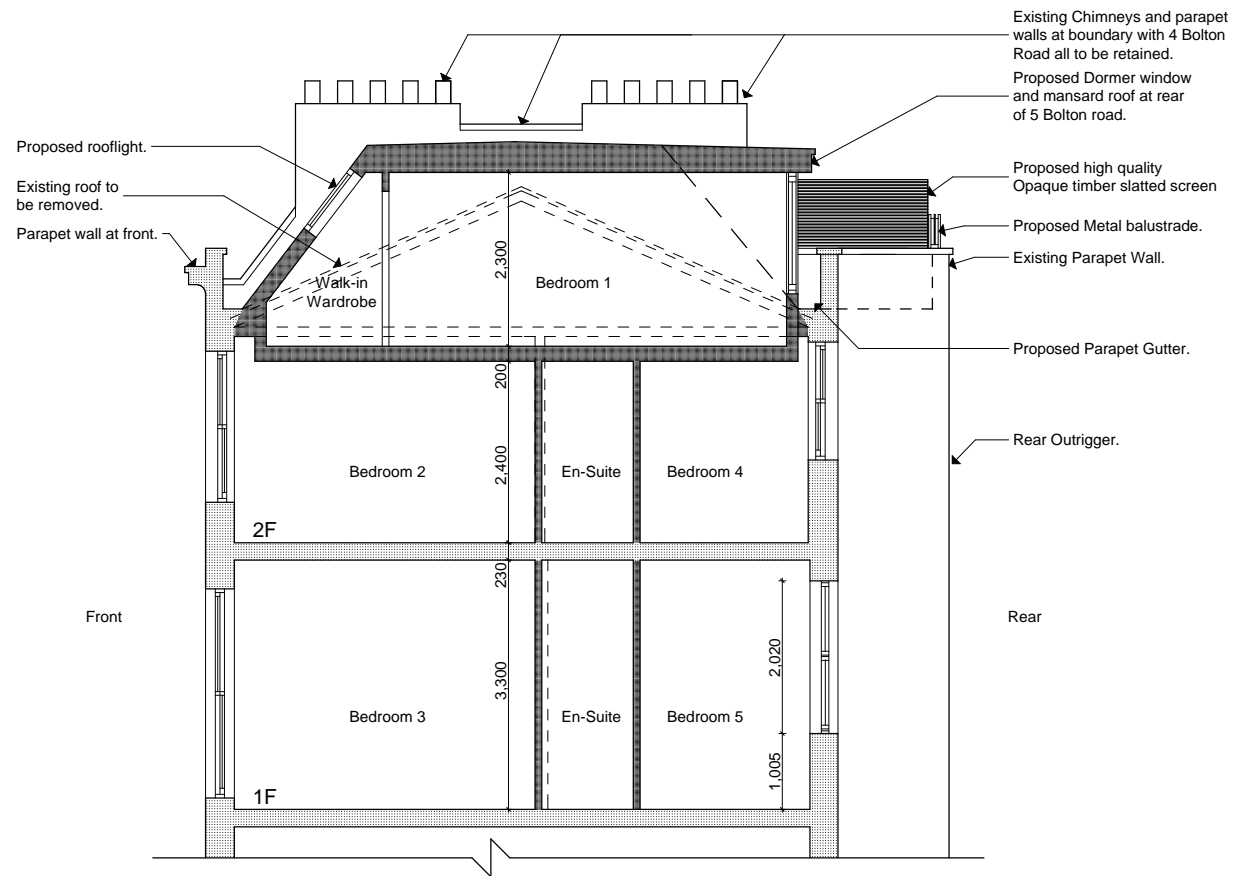 Existing Chimneys and parapet
walls at boundary with 4 Bolton
Road all to be retained.
Proposed Dormer window
and mansard roof at rear
of 5 Bolton road.
Proposed rooflight.
Proposed high quality
Opaque timber slatted screen
Existing roof to
be removed.
Proposed Metal balustrade.
Parapet wall at front.
Existing Parapet Wall.
2,300
Walk-in
Wardrobe
Bedroom 1
Proposed Parapet Gutter.
200
Rear Outrigger.
2,400
Bedroom 2
En-Suite
Bedroom 4
2F
230
Front
Rear
2,020
3,300
Bedroom 3
En-Suite
Bedroom 5
1,005
1F